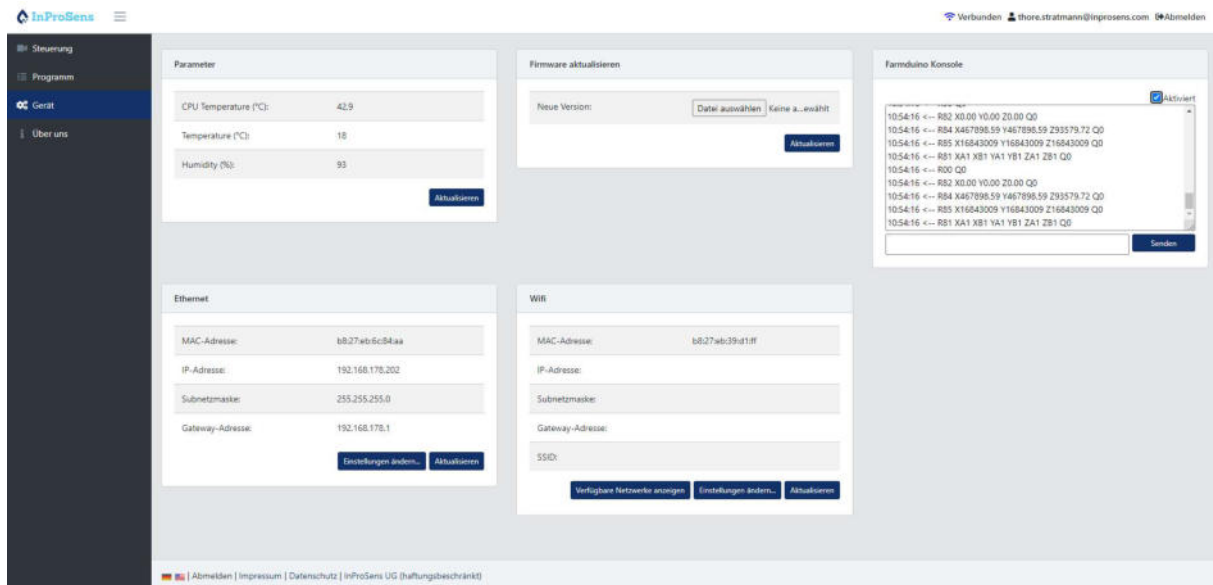 InProSens
Verbunden thore.stratmann@inprosens.com Abmelden
Steuerung
Programm
Gerät
Über uns
Parameter
CPU Temperature (°C): 42.9
Temperature (°C): 18
Humidity (%): 93
Aktualisieren
Firmware aktualisieren
Neue Version: Datei auswählen Keine a...ewählt
Aktualisieren
Farmduino Konsole
Aktiviert
10:54:16 <-- R82 X0.00 Y0.00 Z0.00 Q0
10:54:16 <-- R84 X467898.59 Y467898.59 Z93579.72 Q0
10:54:16 <-- R85 X16843009 Y16843009 Z16843009 Q0
10:54:16 <-- R81 XA1 XB1 YA1 YB1 ZA1 ZB1 Q0
10:54:16 <-- R00 Q0
10:54:16 <-- R82 X0.00 Y0.00 Z0.00 Q0
10:54:16 <-- R84 X467898.59 Y467898.59 Z93579.72 Q0
10:54:16 <-- R85 X16843009 Y16843009 Z16843009 Q0
10:54:16 <-- R81 XA1 XB1 YA1 YB1 ZA1 ZB1 Q0
Senden
Ethernet
MAC-Adresse: b8:27:eb:6c:84:aa
IP-Adresse: 192.168.178.202
Subnetzmaske: 255.255.255.0
Gateway-Adresse: 192.168.178.1
Einstellungen ändern... Aktualisieren
Wifi
MAC-Adresse: b8:27:eb:39:d1:ff
IP-Adresse:
Subnetzmaske:
Gateway-Adresse:
SSID:
Verfügbare Netzwerke anzeigen Einstellungen ändern... Aktualisieren
| Abmelden | Impressum | Datenschutz | InProSens UG (haftungsbeschränkt)